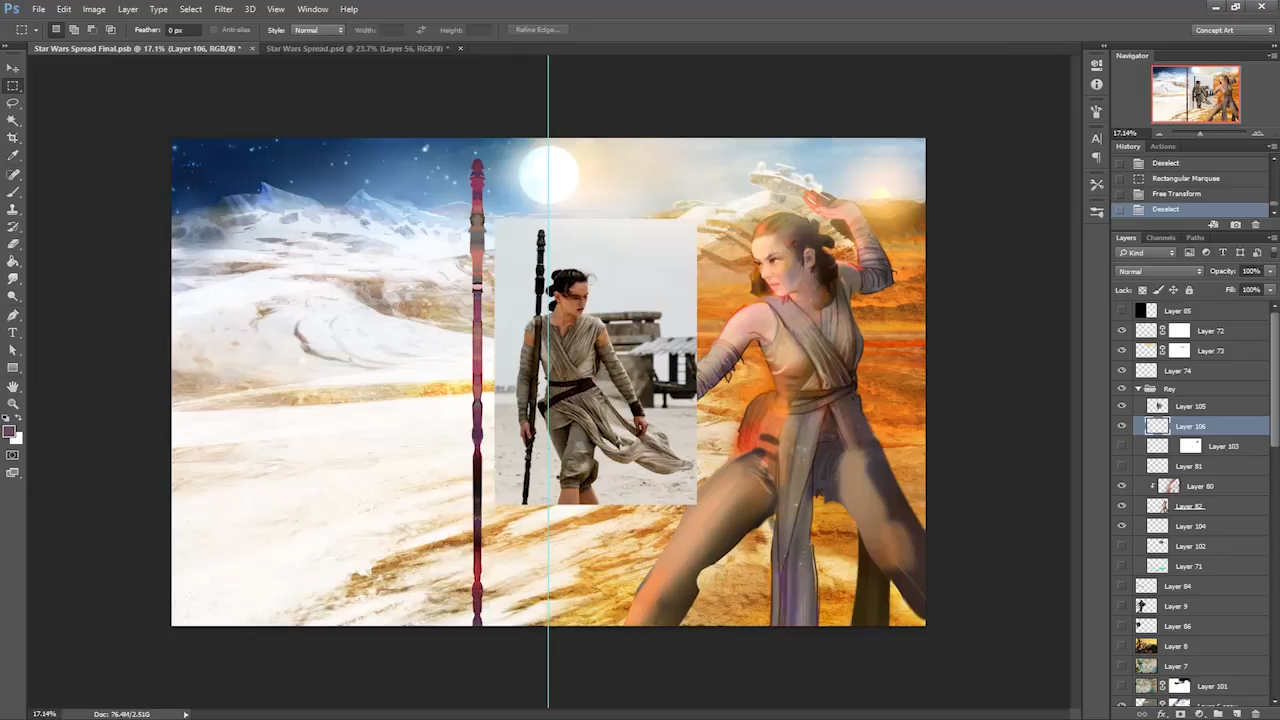 Ps File Edit Image Layer Type Select Filter 3D View Window Help
Feather: 0 px Anti-alias Style: Normal Width: Height: Refine Edge... Concept Art
Star Wars Spread Final.psb @ 17.1% (Layer 106, RGB/8) * × Star Wars Spread.psd @ 23.7% (Layer 56, RGB/8) * ×
Navigator
17.14%
History Actions
Deselect
Rectangular Marquee
Free Transform
Deselect
Layers Channels Paths
Kind
Normal Opacity: 100%
Lock: Fill: 100%
Layer 85
Layer 72
Layer 73
Layer 74
Rey
Layer 105
Layer 106
Layer 103
Layer 81
Layer 80
Layer 82
Layer 104
Layer 102
Layer 71
Layer 84
Layer 9
Layer 86
Layer 8
Layer 7
Layer 101
17.14% Doc: 76.4M/2.51G